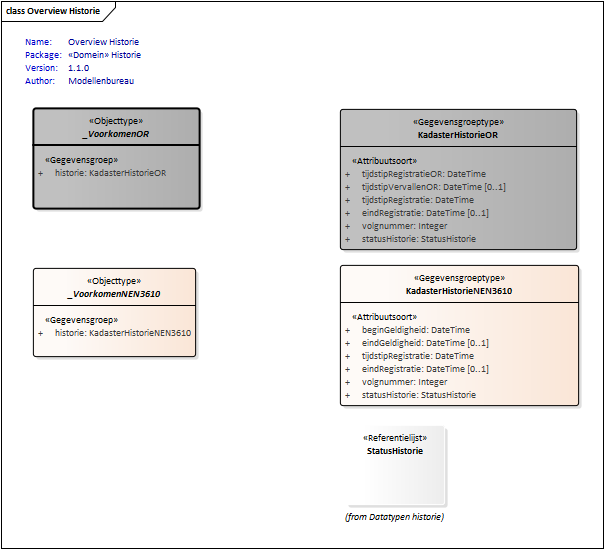 class Overview Historie
Name: Overview Historie
Package: «Domein» Historie
Version: 1.1.0
Author: Modellenbureau
«Objecttype»
_VoorkomenOR
«Gegevensgroep»
+ historie: KadasterHistorieOR
«Gegevensgroeptype»
KadasterHistorieOR
«Attribuutsoort»
+ tijdstipRegistratieOR: DateTime
+ tijdstipVervallenOR: DateTime [0..1]
+ tijdstipRegistratie: DateTime
+ eindRegistratie: DateTime [0..1]
+ volgnummer: Integer
+ statusHistorie: StatusHistorie
«Objecttype»
_VoorkomenNEN3610
«Gegevensgroep»
+ historie: KadasterHistorieNEN3610
«Gegevensgroeptype»
KadasterHistorieNEN3610
«Attribuutsoort»
+ beginGeldigheid: DateTime
+ eindGeldigheid: DateTime [0..1]
+ tijdstipRegistratie: DateTime
+ eindRegistratie: DateTime [0..1]
+ volgnummer: Integer
+ statusHistorie: StatusHistorie
«Referentielijst»
StatusHistorie
(from Datatypen historie)